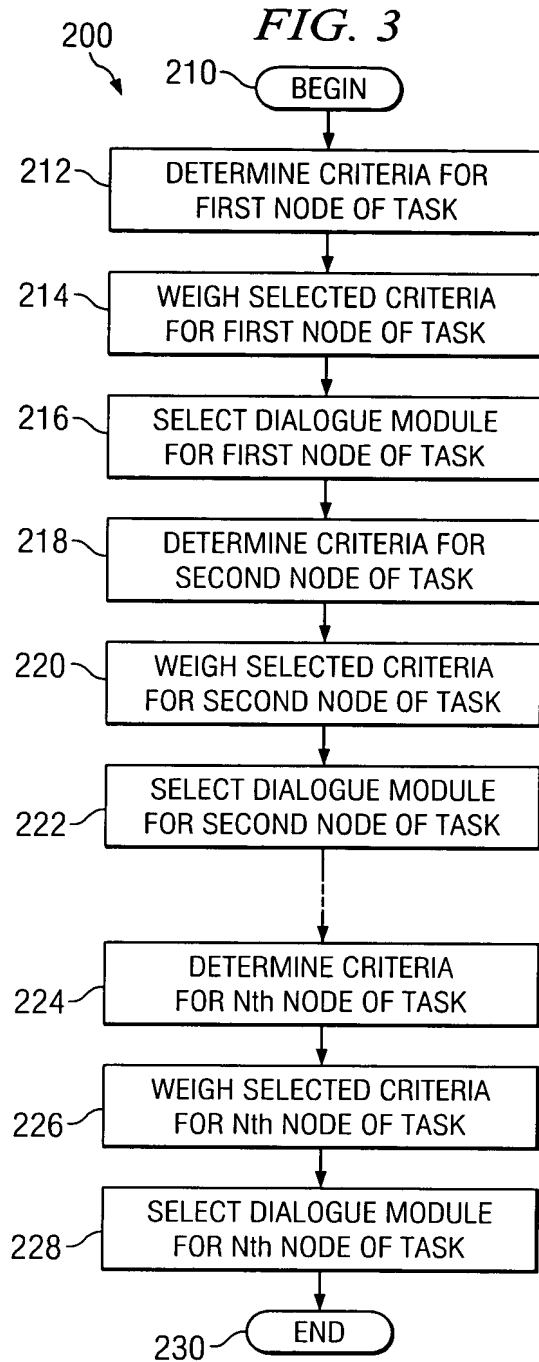 FIG. 3
200
210
BEGIN
212
DETERMINE CRITERIA FOR
FIRST NODE OF TASK
214
WEIGH SELECTED CRITERIA
FOR FIRST NODE OF TASK
216
SELECT DIALOGUE MODULE
FOR FIRST NODE OF TASK
218
DETERMINE CRITERIA FOR
SECOND NODE OF TASK
220
WEIGH SELECTED CRITERIA
FOR SECOND NODE OF TASK
222
SELECT DIALOGUE MODULE
FOR SECOND NODE OF TASK
224
DETERMINE CRITERIA
FOR Nth NODE OF TASK
226
WEIGH SELECTED CRITERIA
FOR Nth NODE OF TASK
228
SELECT DIALOGUE MODULE
FOR Nth NODE OF TASK
230
END